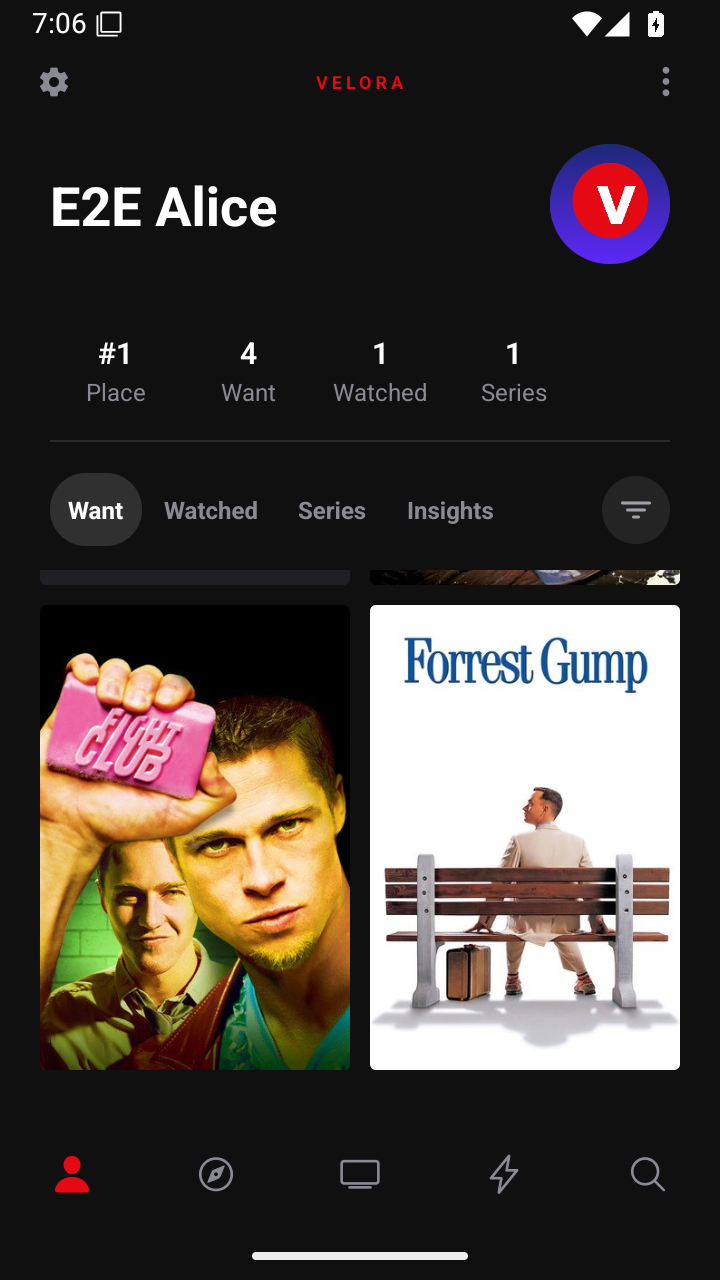 7:06
VELORA
E2E Alice
V
#1 4 1 1
Place Want Watched Series
Want Watched Series Insights
FIGHT
CLUB
Forrest Gump